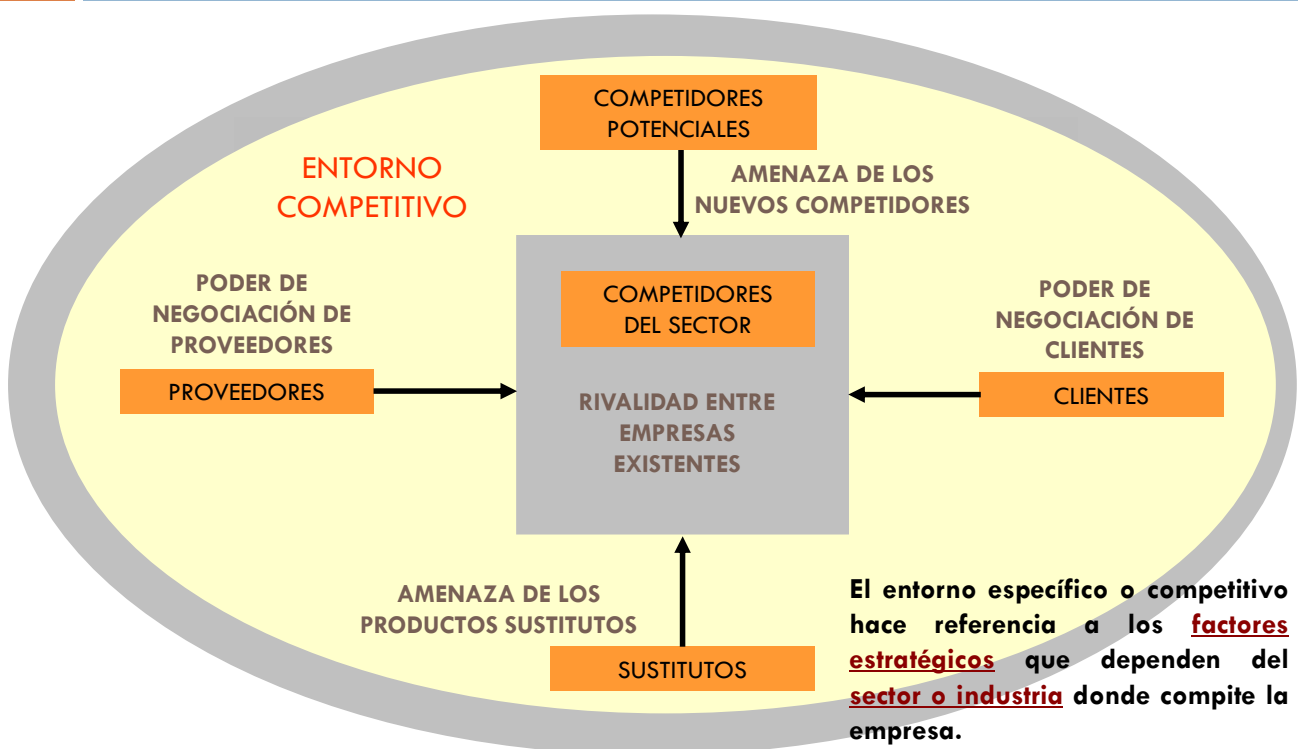 COMPETIDORES
POTENCIALES
ENTORNO
COMPETITIVO
AMENAZA DE LOS
NUEVOS COMPETIDORES
PODER DE
NEGOCIACIÓN DE
PROVEEDORES
PROVEEDORES
COMPETIDORES
DEL SECTOR
RIVALIDAD ENTRE
EMPRESAS
EXISTENTES
PODER DE
NEGOCIACIÓN DE
CLIENTES
CLIENTES
AMENAZA DE LOS
PRODUCTOS SUSTITUTOS
SUSTITUTOS
El entorno específico o competitivo
hace referencia a los factores
estratégicos que dependen del
sector o industria donde compite la
empresa.